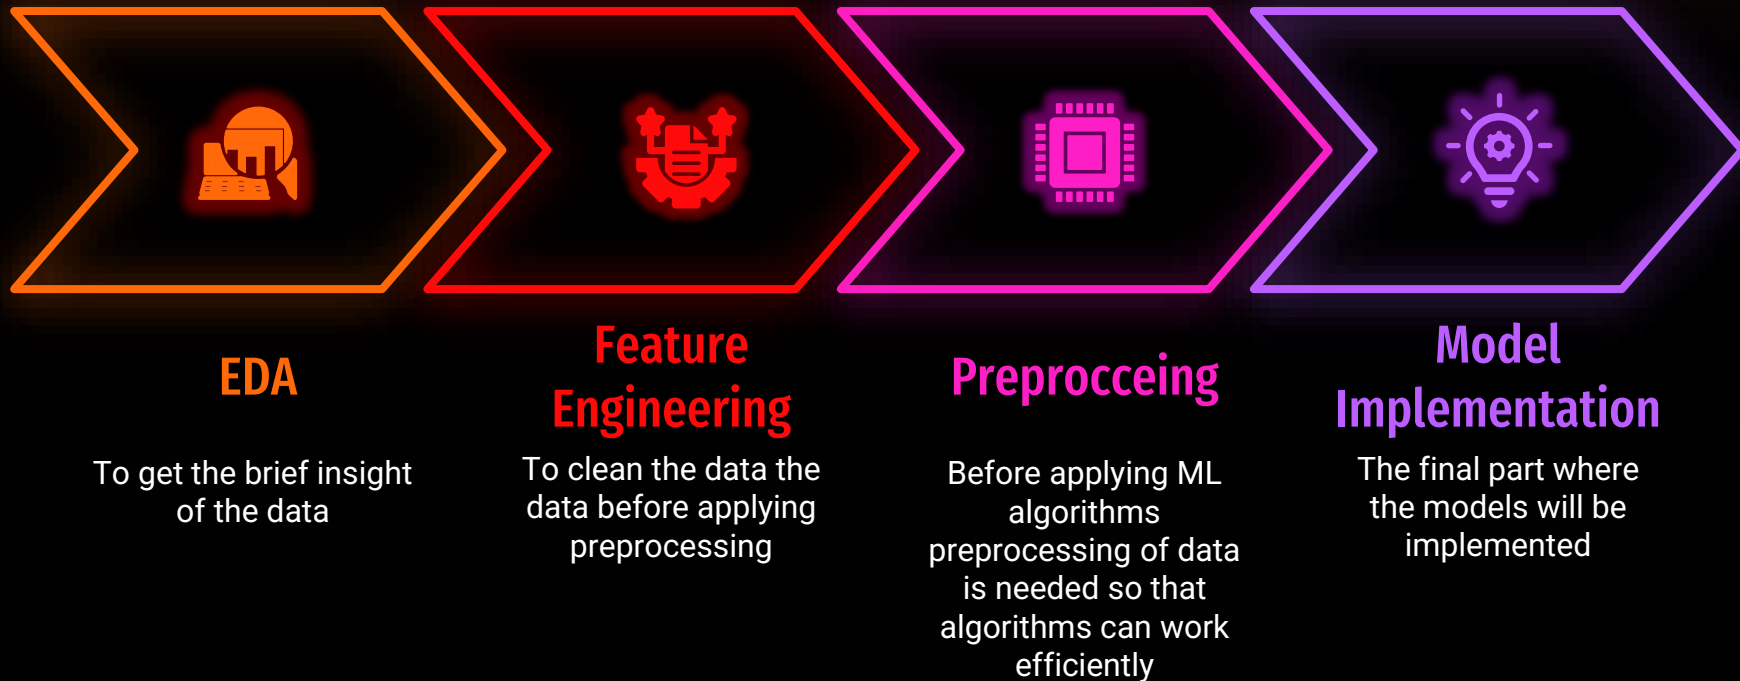 EDA
To get the brief insight
of the data
Feature
Engineering
To clean the data the
data before applying
preprocessing
Preprocceing
Before applying ML
algorithms
preprocessing of data
is needed so that
algorithms can work
efficiently
Model
Implementation
The final part where
the models will be
implemented